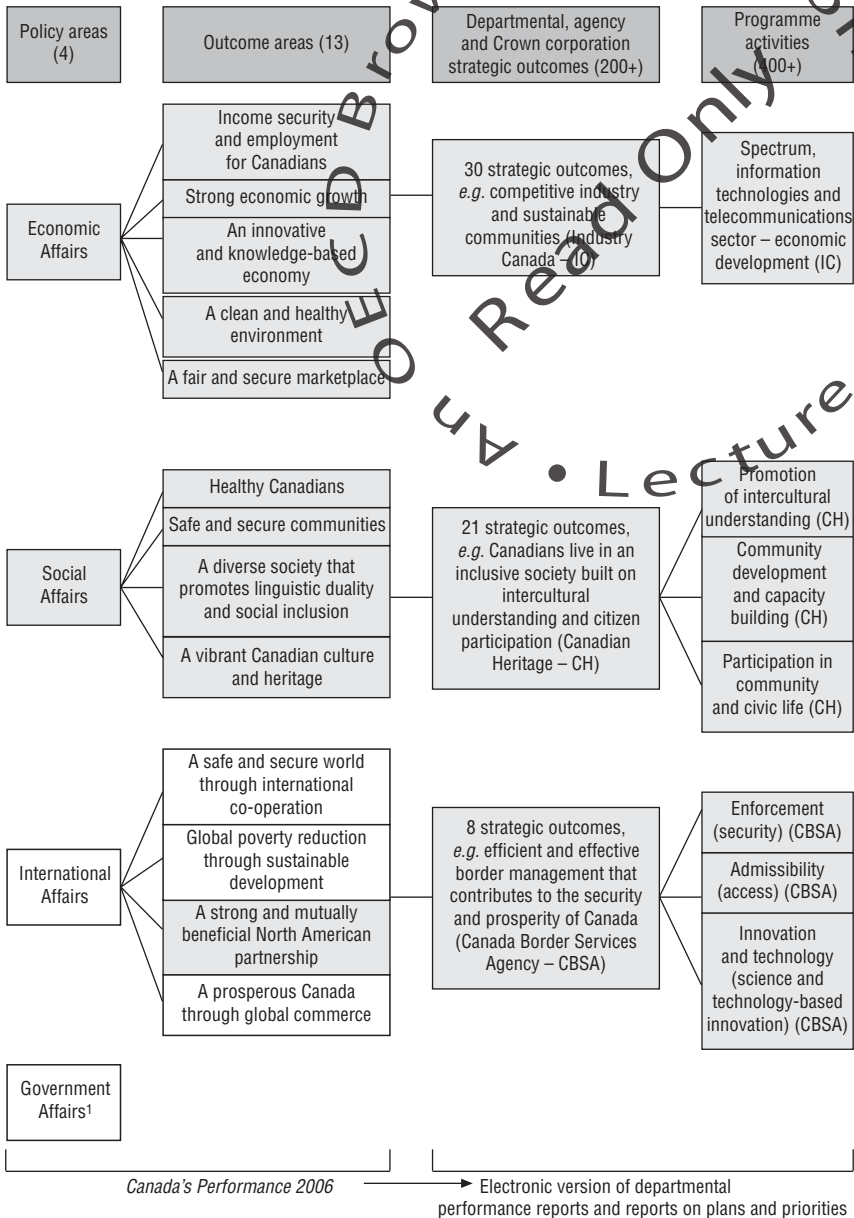 Policy areas
(4)
Outcome areas (13)
Departmental, agency
and Crown corporation
strategic outcomes (200+)
Programme
activities
(400+)
Economic
Affairs
Income security
and employment
for Canadians
Strong economic growth
An innovative
and knowledge-based
economy
A clean and healthy
environment
A fair and secure marketplace
30 strategic outcomes,
e.g. competitive industry
and sustainable
communities (Industry
Canada – IC)
Spectrum,
information
technologies and
telecommunications
sector – economic
development (IC)
Social
Affairs
Healthy Canadians
Safe and secure communities
A diverse society that
promotes linguistic duality
and social inclusion
A vibrant Canadian culture
and heritage
21 strategic outcomes,
e.g. Canadians live in an
inclusive society built on
intercultural
understanding and citizen
participation (Canadian
Heritage – CH)
Promotion
of intercultural
understanding (CH)
Community
development
and capacity
building (CH)
Participation in
community
and civic life (CH)
International
Affairs
A safe and secure world
through international
co-operation
Global poverty reduction
through sustainable
development
A strong and mutually
beneficial North American
partnership
A prosperous Canada
through global commerce
8 strategic outcomes,
e.g. efficient and effective
border management that
contributes to the security
and prosperity of Canada
(Canada Border Services
Agency – CBSA)
Enforcement
(security) (CBSA)
Admissibility
(access) (CBSA)
Innovation
and technology
(science and
technology-based
innovation) (CBSA)
Government
Affairs1
Canada's Performance 2006
Electronic version of departmental
performance reports and reports on plans and priorities
An OECD Brow
Read Only
• Lecture